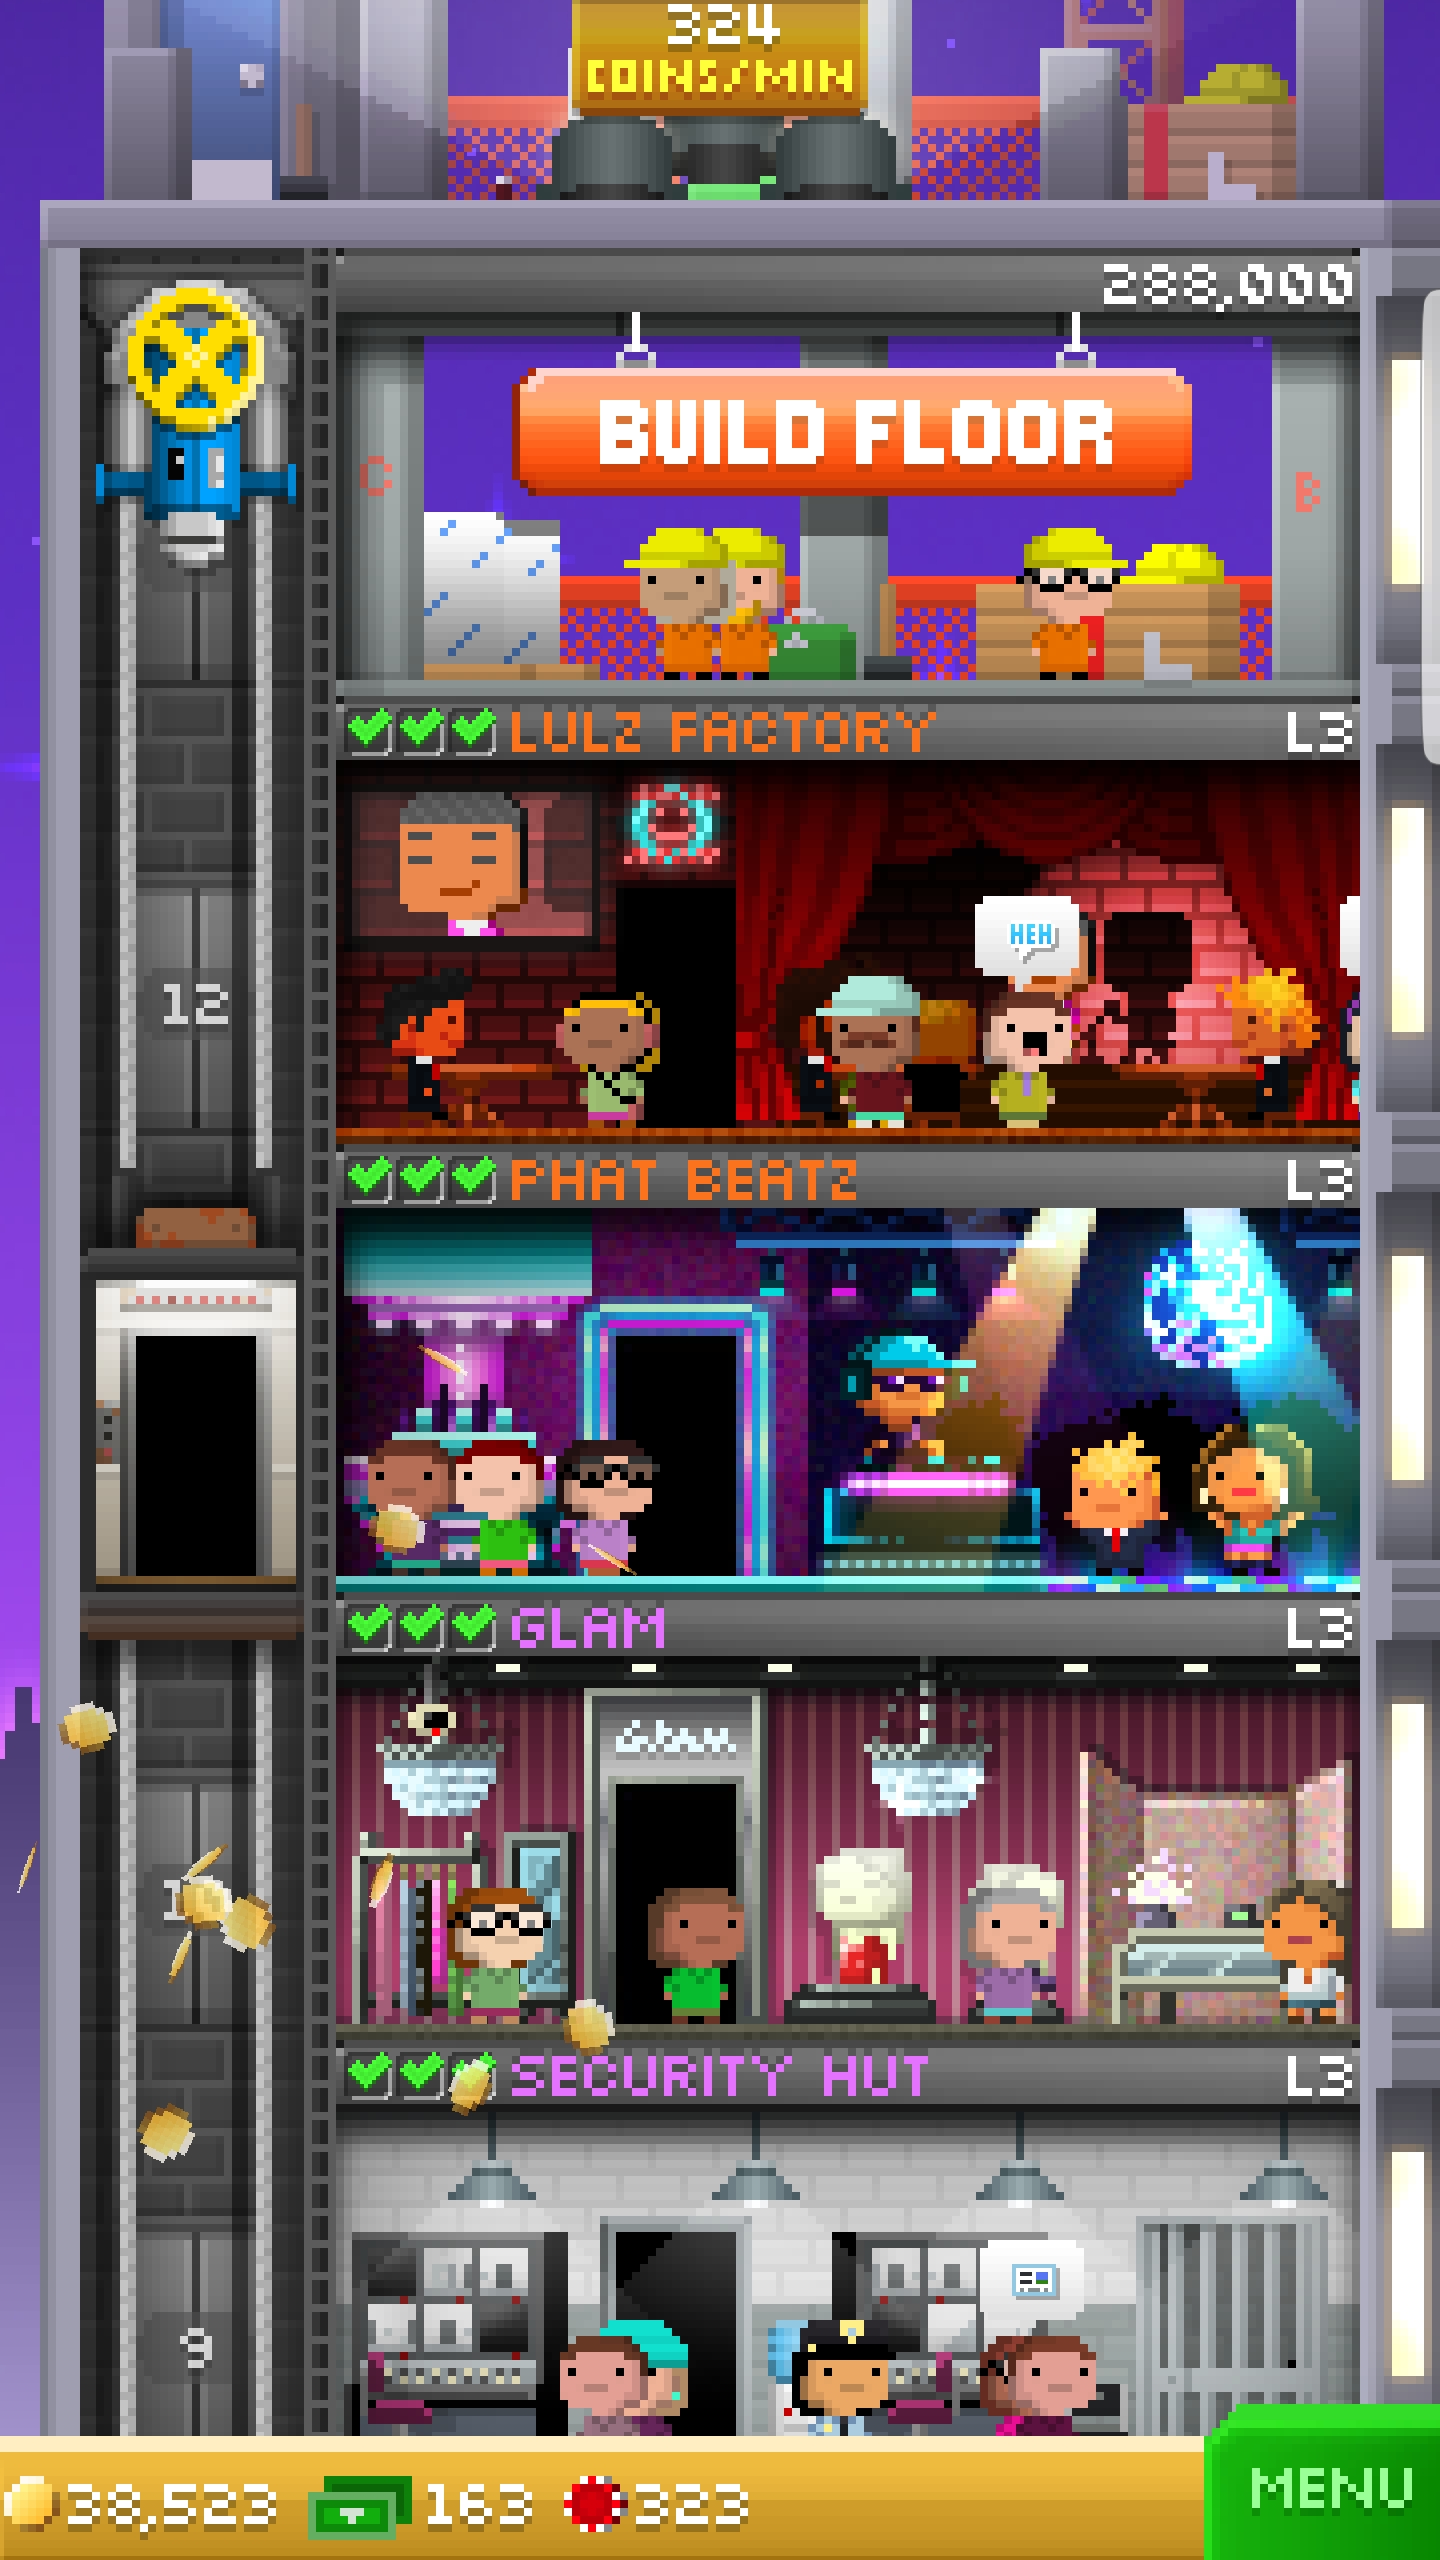 324
COINS/MIN
288,000
BUILD FLOOR
C
B
LULZ FACTORY
L3
HEH
12
PHAT BEATZ
L3
GLAM
L3
Glam
SECURITY HUT
L3
9
38,523
163
323
MENU